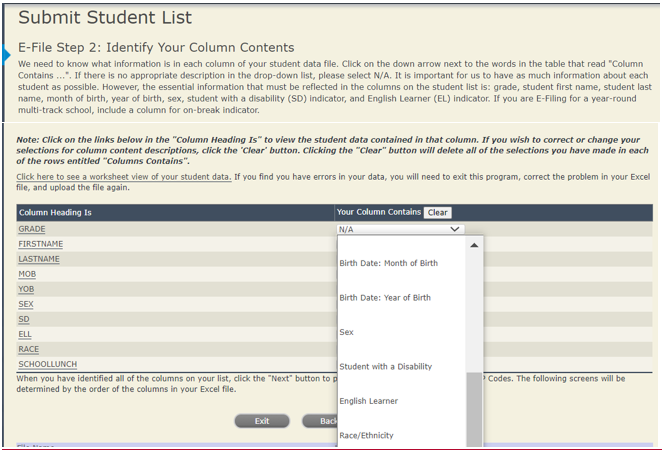 Submit Student List
E-File Step 2: Identify Your Column Contents
We need to know what information is in each column of your student data file. Click on the down arrow next to the words in the table that read "Column
Contains ...". If there is no appropriate description in the drop-down list, please select N/A. It is important for us to have as much information about each
student as possible. However, the essential information that must be reflected in the columns on the student list is: grade, student first name, student last
name, month of birth, year of birth, sex, student with a disability (SD) indicator, and English Learner (EL) indicator. If you are E-Filing for a year-round
multi-track school, include a column for on-break indicator.
Note: Click on the links below in the "Column Heading Is" to view the student data contained in that column. If you wish to correct or change your
selections for column content descriptions, click the 'Clear' button. Clicking the "Clear" button will delete all of the selections you have made in each
of the rows entitled "Columns Contains".
Click here to see a worksheet view of your student data. If you find you have errors in your data, you will need to exit this program, correct the problem in your Excel
file, and upload the file again.
Column Heading Is Your Column Contains Clear
GRADE N/A
FIRSTNAME
LASTNAME
MOB Birth Date: Month of Birth
YOB Birth Date: Year of Birth
SEX
SD Sex
ELL
RACE Student with a Disability
SCHOOLLUNCH
When you have identified all of the columns on your list, click the "Next" button to P Codes. The following screens will be
determined by the order of the columns in your Excel file.
English Learner
Exit Back
Race/Ethnicity